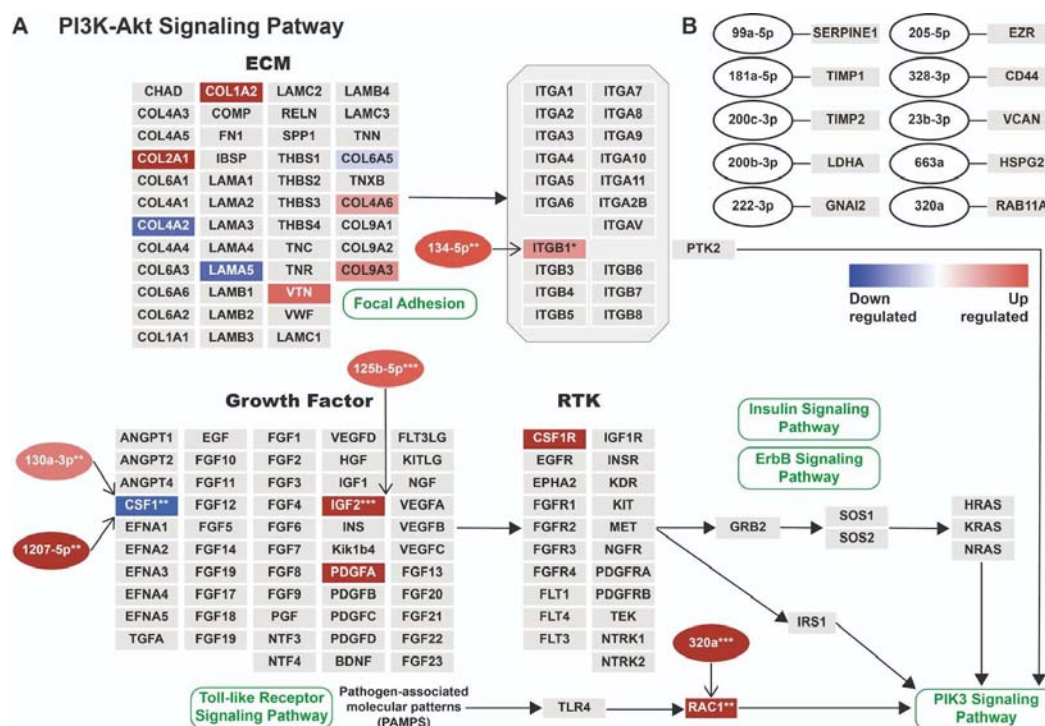 A PI3K-Akt Signaling Patway
ECM
CHAD COL1A2 LAMC2 LAMB4
COL4A3 COMP RELN LAMC3
COL4A5 FN1 SPP1 TNN
COL2A1 IBSP THBS1 COL6A5
COL6A1 LAMA1 THBS2 TNXB
COL4A1 LAMA2 THBS3 COL4A6
COL4A2 LAMA3 THBS4 COL9A1
COL4A4 LAMA4 TNC COL9A2
COL6A3 LAMA5 TNR COL9A3
COL6A6 LAMB1 VTN
COL6A2 LAMB2 VWF
COL1A1 LAMB3 LAMC1
Focal Adhesion
134-5p**
ITGA1 ITGA7
ITGA2 ITGA8
ITGA3 ITGA9
ITGA4 ITGA10
ITGA5 ITGA11
ITGA6 ITGA2B
ITGAV
ITGB1*
ITGB3 ITGB6
ITGB4 ITGB7
ITGB5 ITGB8
PTK2
B
99a-5p SERPINE1 205-5p EZR
181a-5p TIMP1 328-3p CD44
200c-3p TIMP2 23b-3p VCAN
200b-3p LDHA 663a HSPG2
222-3p GNAI2 320a RAB11A
Down regulated
Up regulated
125b-5p***
Growth Factor
130a-3p**
1207-5p**
ANGPT1 EGF FGF1 VEGFD FLT3LG
ANGPT2 FGF10 FGF2 HGF KITLG
ANGPT4 FGF11 FGF3 IGF1 NGF
CSF1** FGF12 FGF4 IGF2*** VEGFA
EFNA1 FGF5 FGF6 INS VEGFB
EFNA2 FGF14 FGF7 Kik1b4 VEGFC
EFNA3 FGF19 FGF8 PDGFA FGF13
EFNA4 FGF17 FGF9 PDGFB FGF20
EFNA5 FGF18 PGF PDGFC FGF21
TGFA FGF19 NTF3 PDGFD FGF22
NTF4 BDNF FGF23
RTK
CSF1R IGF1R
EGFR INSR
EPHA2 KDR
FGFR1 KIT
FGFR2 MET
FGFR3 NGFR
FGFR4 PDGFRA
FLT1 PDGFRB
FLT4 TEK
FLT3 NTRK1
NTRK2
Insulin Signaling
Pathway
ErbB Signaling
Pathway
GRB2
SOS1
SOS2
HRAS
KRAS
NRAS
IRS1
320a***
Toll-like Receptor
Signaling Pathway
Pathogen-associated
molecular patterns
(PAMPS)
TLR4
RAC1**
PIK3 Signaling
Pathway